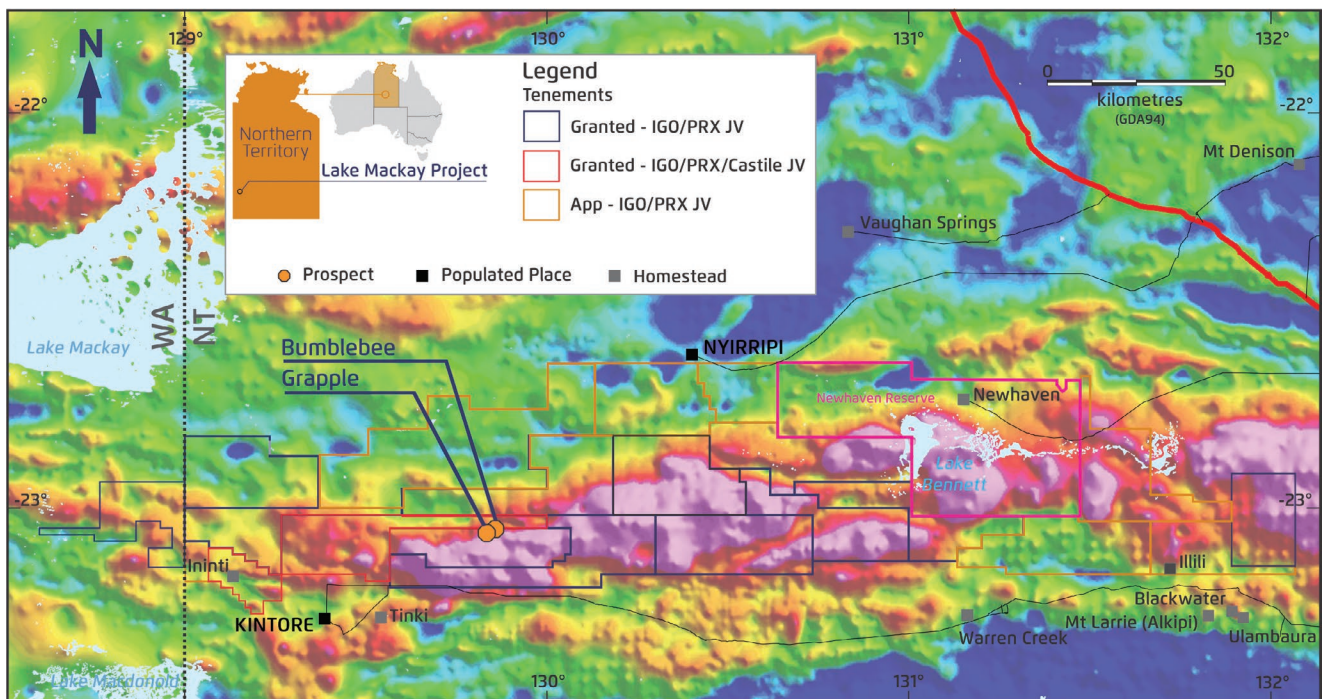 129°
130°
131°
132°
N
-22°
-22°
Northern
Territory
Lake Mackay Project
Legend
Tenements
Granted - IGO/PRX JV
Granted - IGO/PRX/Castile JV
App - IGO/PRX JV
Prospect
Populated Place
Homestead
0
50
kilometres
(GDA94)
Mt Denison
Vaughan Springs
WA
NT
Lake Mackay
Bumblebee
Grapple
NYIRRIPI
Newhaven Reserve
Newhaven
Lake
Bennett
-23°
-23°
Ininti
KINTORE
Tinki
Illili
Blackwater
Mt Larrie (Alkipi)
Ulambaura
Warren Creek
Lake Macdonold
130°
131°
132°